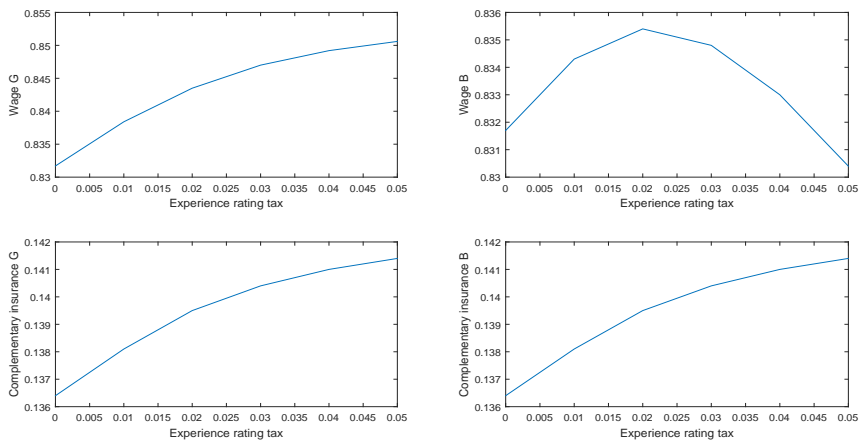 0.855
0.85
0.845
0.84
0.835
0.83
Wage G
0 0.005 0.01 0.015 0.02 0.025 0.03 0.035 0.04 0.045 0.05
Experience rating tax
0.836
0.835
0.834
0.833
0.832
0.831
0.83
Wage B
0 0.005 0.01 0.015 0.02 0.025 0.03 0.035 0.04 0.045 0.05
Experience rating tax
0.142
0.141
0.14
0.139
0.138
0.137
0.136
Complementary insurance G
0 0.005 0.01 0.015 0.02 0.025 0.03 0.035 0.04 0.045 0.05
Experience rating tax
0.142
0.141
0.14
0.139
0.138
0.137
0.136
Complementary insurance B
0 0.005 0.01 0.015 0.02 0.025 0.03 0.035 0.04 0.045 0.05
Experience rating tax